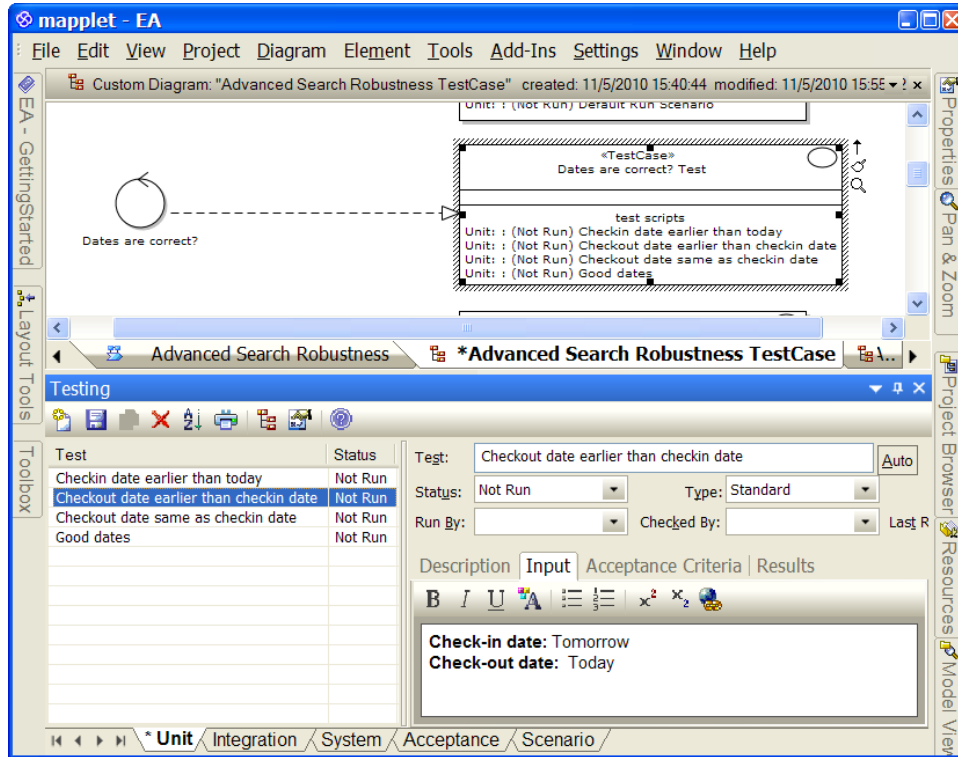 mapplet - EA
File Edit View Project Diagram Element Tools Add-Ins Settings Window Help
Custom Diagram: "Advanced Search Robustness TestCase" created: 11/5/2010 15:40:44 modified: 11/5/2010 15:55
Unit: : (Not Run) Default Run Scenario
«TestCase»
Dates are correct? Test
test scripts
Unit: : (Not Run) Checkin date earlier than today
Unit: : (Not Run) Checkout date earlier than checkin date
Unit: : (Not Run) Checkout date same as checkin date
Unit: : (Not Run) Good dates
Dates are correct?
EA - GettingStarted
Layout Tools
Toolbox
Properties
Pan & Zoom
Project Browser
Resources
Model View
Advanced Search Robustness
*Advanced Search Robustness TestCase
Testing
Test Status
Checkin date earlier than today Not Run
Checkout date earlier than checkin date Not Run
Checkout date same as checkin date Not Run
Good dates Not Run
Test: Checkout date earlier than checkin date Auto
Status: Not Run Type: Standard
Run By: Checked By: Last R
Description Input Acceptance Criteria Results
B I U A x² x₂
Check-in date: Tomorrow
Check-out date: Today
* Unit Integration System Acceptance Scenario